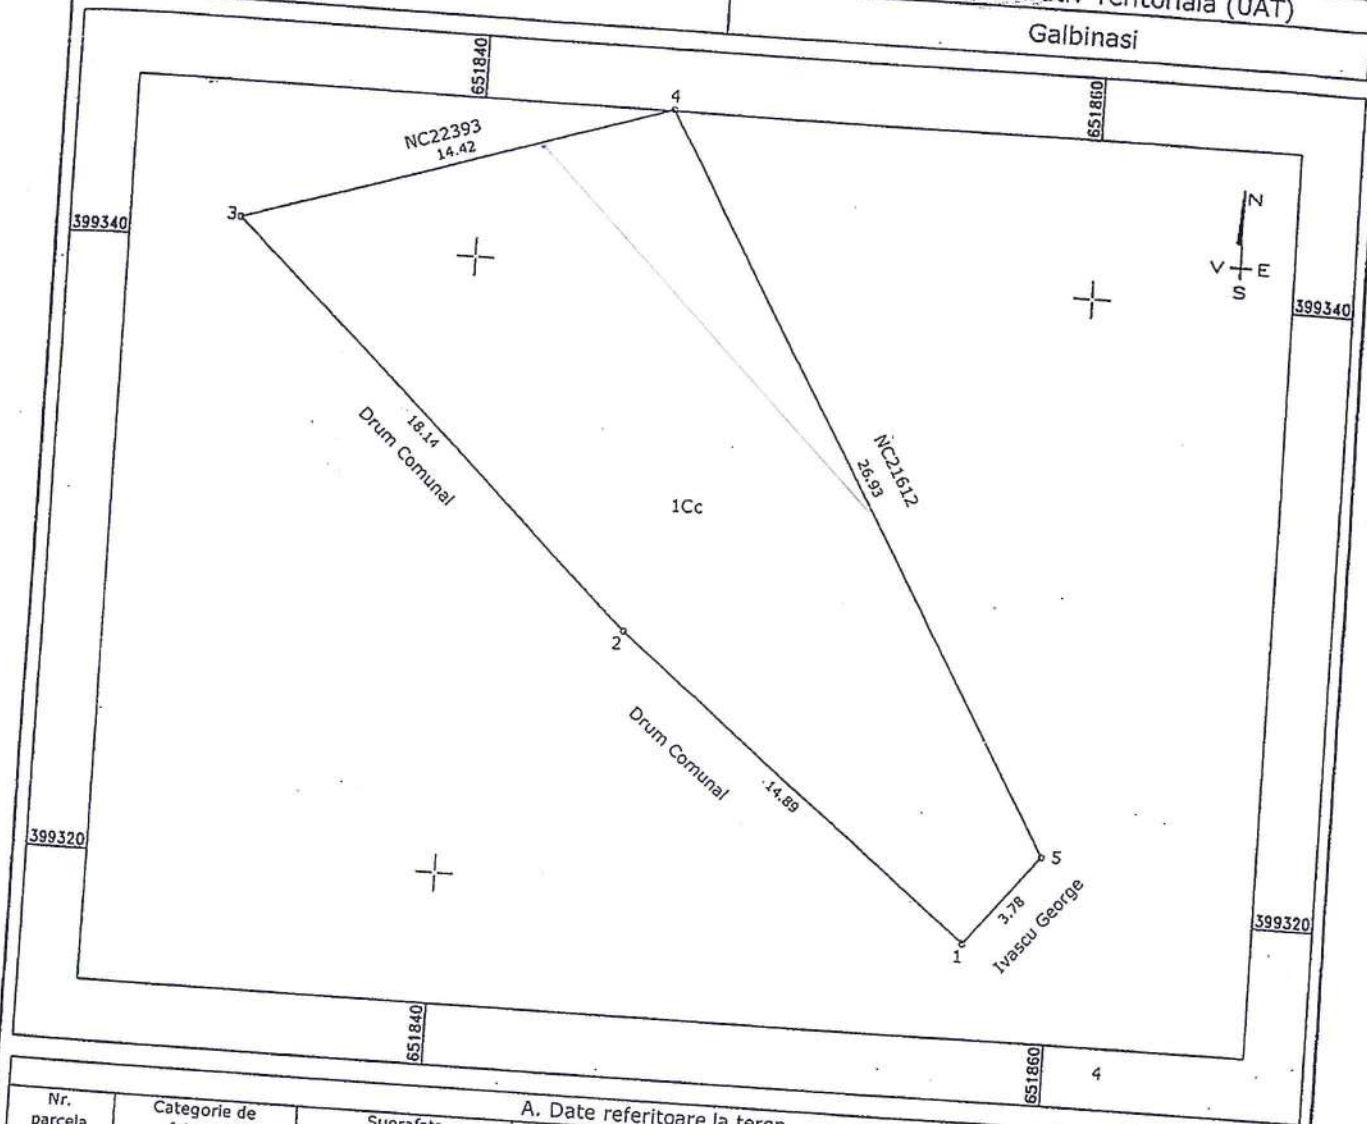 Teritoriala (UAT)
Galbinasi
651840
651860
4
NC22393
14.42
3
399340
N
V E
S
399340
18.14
Drum Comunal
NC21612
26.93
1Cc
2
Drum Comunal
14.89
399320
5
3.78
Ivascu George
1
399320
651840
651860
4
A. Date referitoare la teren
Nr.
parcela
Categorie de